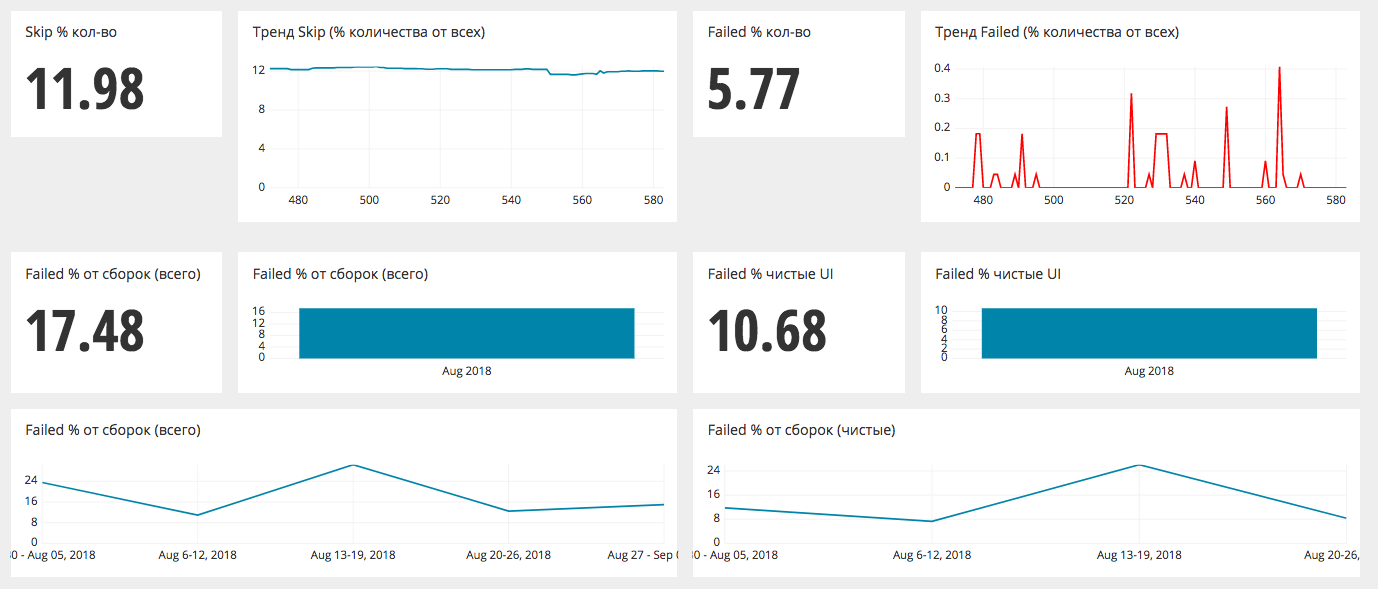 Skip % кол-во
11.98
Тренд Skip (% количества от всех)
12
8
4
0
480 500 520 540 560 580
Failed % кол-во
5.77
Тренд Failed (% количества от всех)
0.4
0.3
0.2
0.1
0
480 500 520 540 560 580
Failed % от сборок (всего)
17.48
Failed % от сборок (всего)
16
12
8
4
0
Aug 2018
Failed % чистые UI
10.68
Failed % чистые UI
10
8
6
4
2
0
Aug 2018
Failed % от сборок (всего)
24
16
8
0
- Aug 05, 2018 Aug 6-12, 2018 Aug 13-19, 2018 Aug 20-26, 2018 Aug 27 - Sep
Failed % от сборок (чистые)
24
16
8
0
30 - Aug 05, 2018 Aug 6-12, 2018 Aug 13-19, 2018 Aug 20-26,